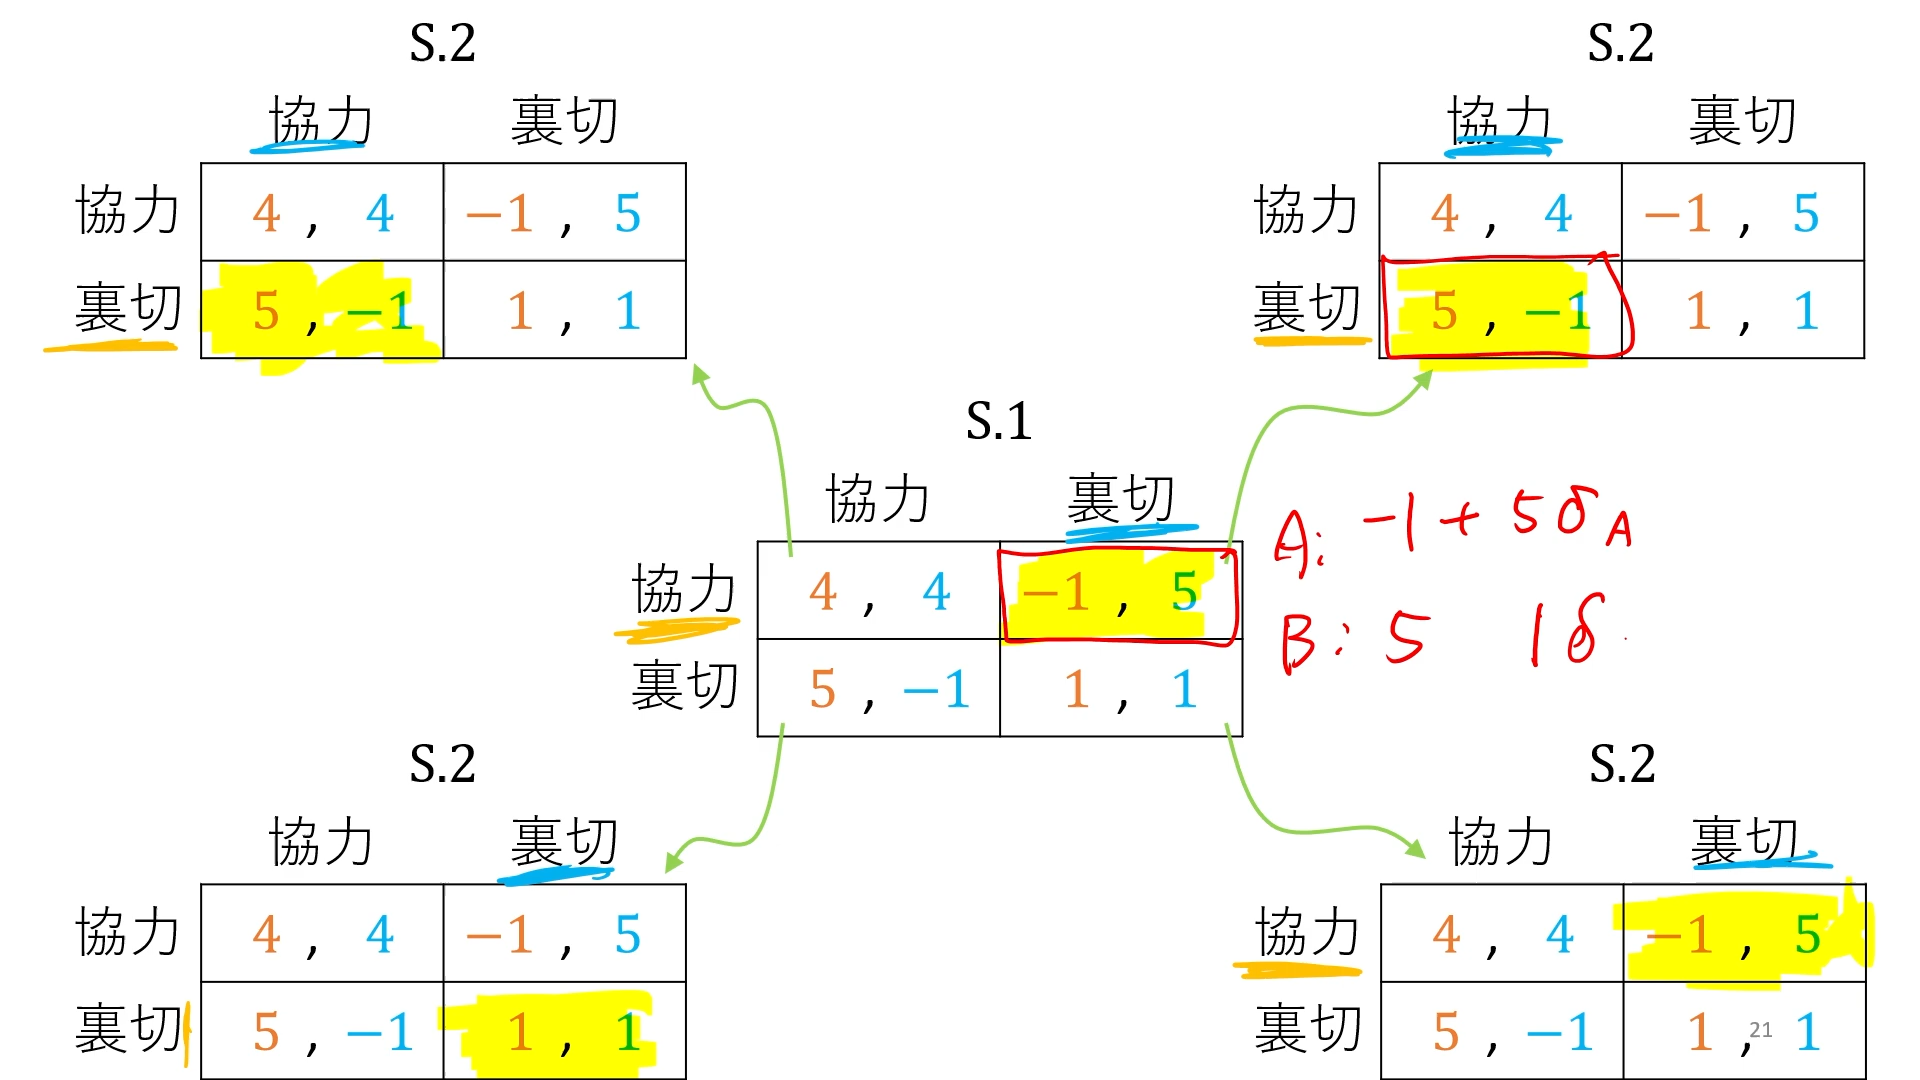 S.2 S.2
協力 裏切 協力 裏切
協力 4 , 4 −1 , 5 協力 4 , 4 −1 , 5
裏切 5 , −1 1 , 1 裏切 5 , −1 1 , 1
S.1
協力 裏切
協力 4 , 4 −1 , 5
裏切 5 , −1 1 , 1
A: −1 + 5δA
B: 5 1δ
S.2 S.2
協力 裏切 協力 裏切
協力 4 , 4 −1 , 5 協力 4 , 4 −1 , 5
裏切 5 , −1 1 , 1 裏切 5 , −1 1 , 1
21